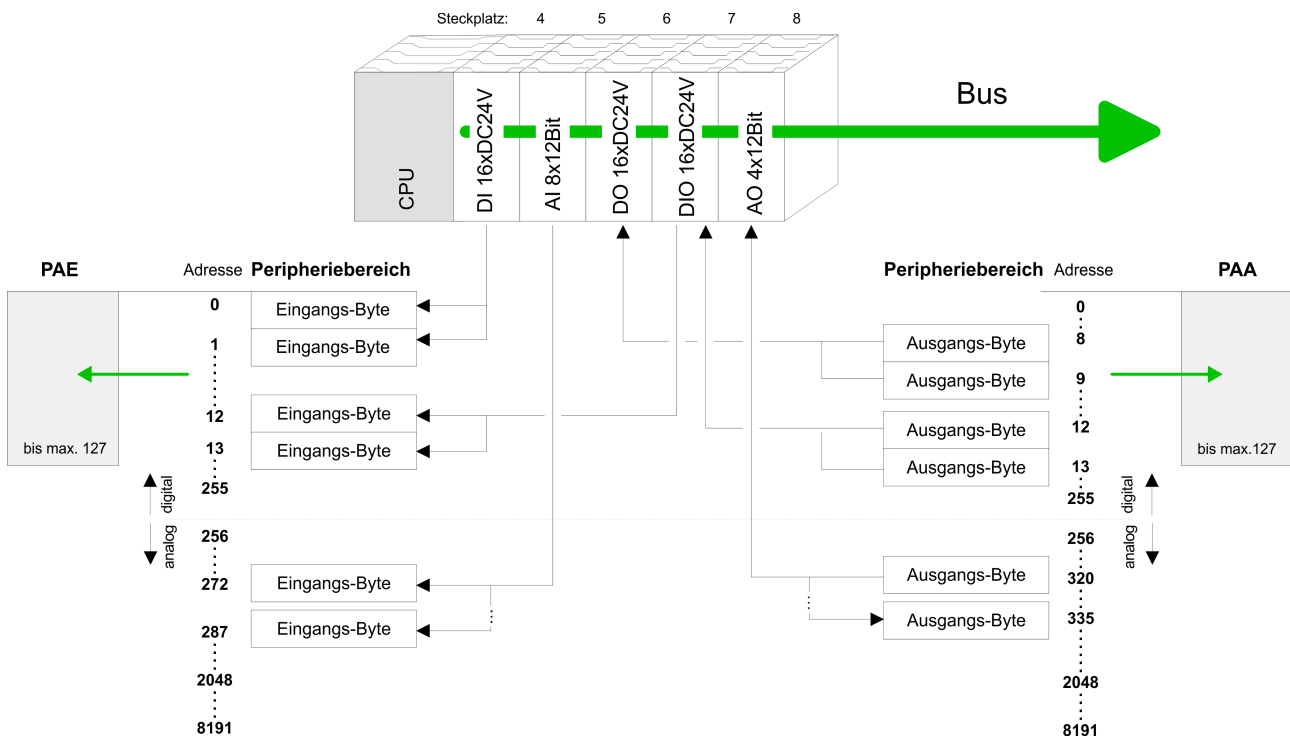 Steckplatz: 4 5 6 7 8
CPU
DI 16xDC24V
AI 8x12Bit
DO 16xDC24V
DIO 16xDC24V
AO 4x12Bit
Bus
PAE
Adresse Peripheriebereich
0 Eingangs-Byte
1 Eingangs-Byte
12 Eingangs-Byte
13 Eingangs-Byte
bis max. 127
255
digital
analog
256
272 Eingangs-Byte
287 Eingangs-Byte
2048
8191
Peripheriebereich Adresse
PAA
0
Ausgangs-Byte 8
Ausgangs-Byte 9
Ausgangs-Byte 12
Ausgangs-Byte 13
bis max.127
255
digital
analog
256
Ausgangs-Byte 320
Ausgangs-Byte 335
2048
8191